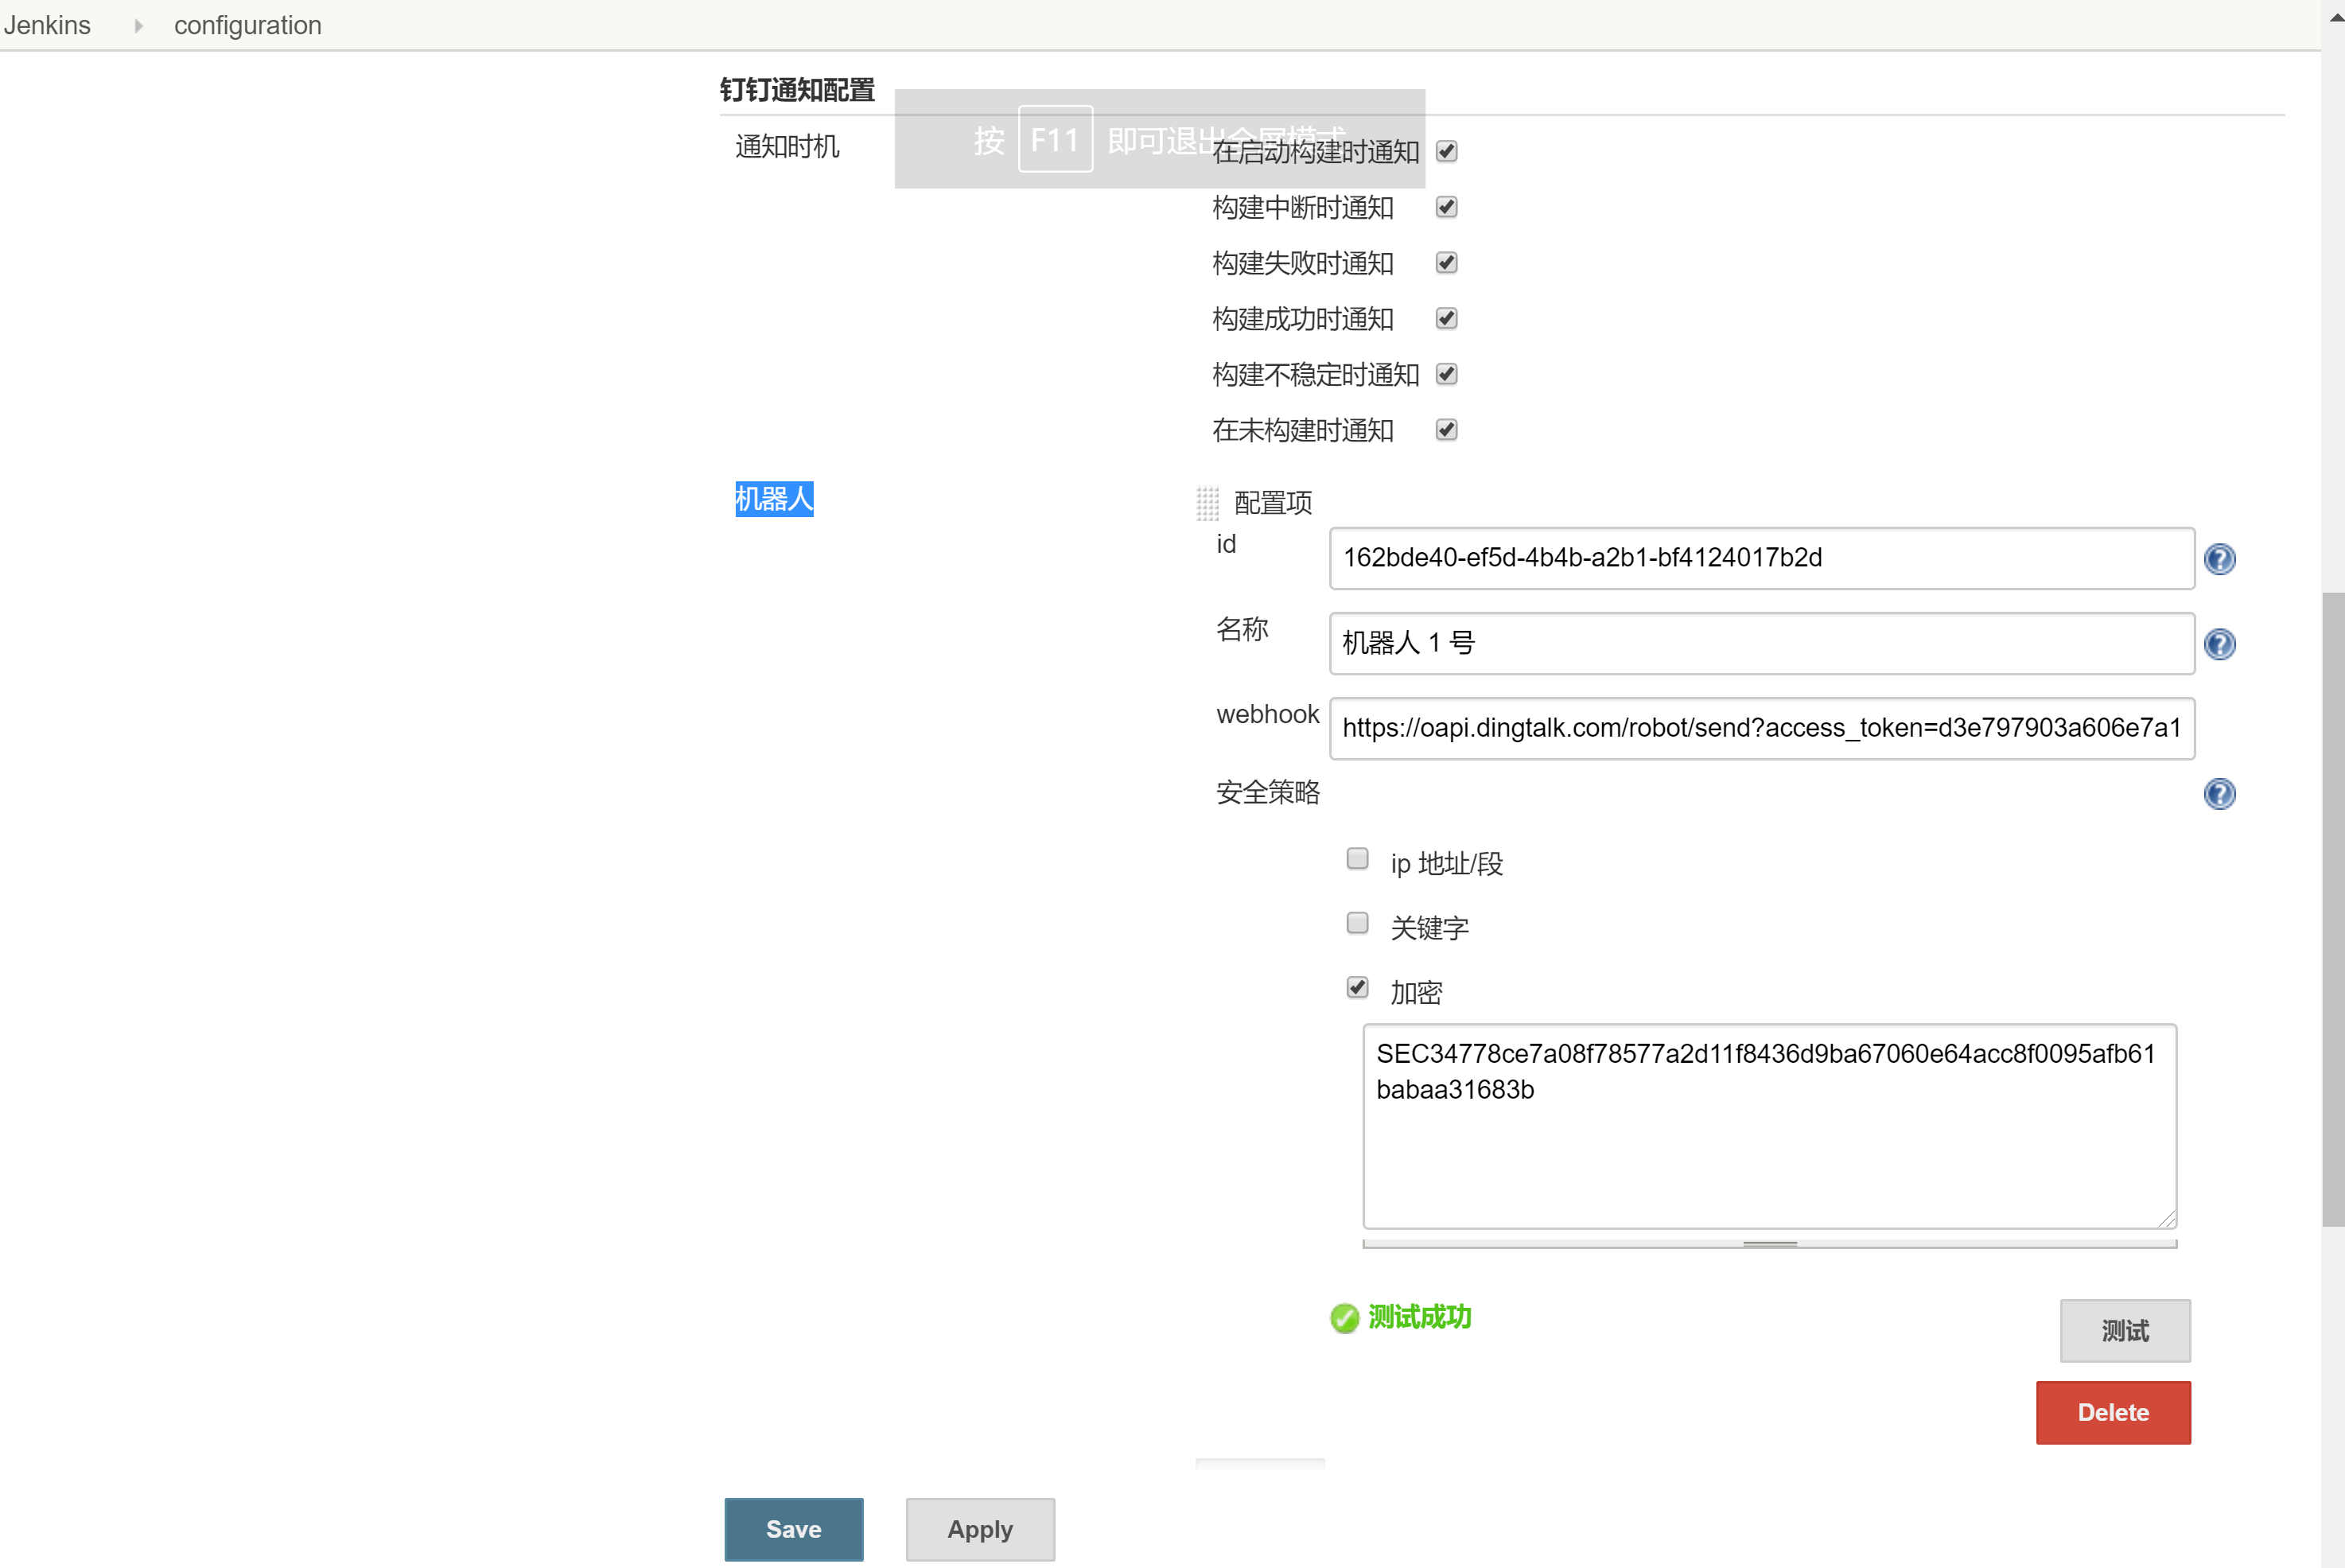 Jenkins configuration
钉钉通知配置
按 F11 即可退出全屏模式
通知时机
在启动构建时通知
构建中断时通知
构建失败时通知
构建成功时通知
构建不稳定时通知
在未构建时通知
机器人
配置项
id 162bde40-ef5d-4b4b-a2b1-bf4124017b2d
名称 机器人 1 号
webhook https://oapi.dingtalk.com/robot/send?access_token=d3e797903a606e7a1
安全策略
ip 地址/段
关键字
加密
SEC34778ce7a08f78577a2d11f8436d9ba67060e64acc8f0095afb61
babaa31683b
测试成功
测试
Delete
Save Apply